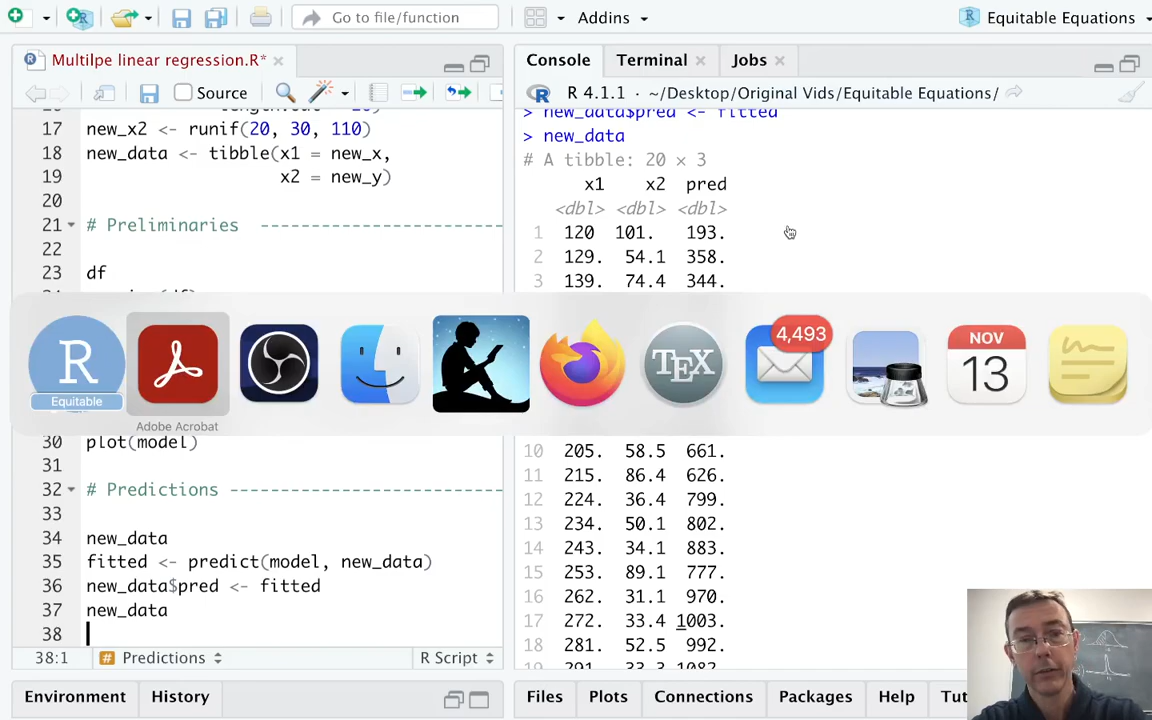 Go to file/function
Addins
Equitable Equations
Multilpe linear regression.R*
Source
17 new_x2 <- runif(20, 30, 110)
18 new_data <- tibble(x1 = new_x,
19 x2 = new_y)
20
21 # Preliminaries ----------------------------
22
23 df
30 plot(model)
31
32 # Predictions -------------------------------
33
34 new_data
35 fitted <- predict(model, new_data)
36 new_data$pred <- fitted
37 new_data
38
38:1 # Predictions R Script
Environment History
Console Terminal Jobs
R 4.1.1 · ~/Desktop/Original Vids/Equitable Equations/
> new_data$pred <- fitted
> new_data
# A tibble: 20 × 3
x1 x2 pred
<dbl> <dbl> <dbl>
1 120 101. 193.
2 129. 54.1 358.
3 139. 74.4 344.
10 205. 58.5 661.
11 215. 86.4 626.
12 224. 36.4 799.
13 234. 50.1 802.
14 243. 34.1 883.
15 253. 89.1 777.
16 262. 31.1 970.
17 272. 33.4 1003.
18 281. 52.5 992.
19 291. 33.3 1082.
Files Plots Connections Packages Help Tut
R
Equitable
Adobe Acrobat
TEX
4,493
NOV
13